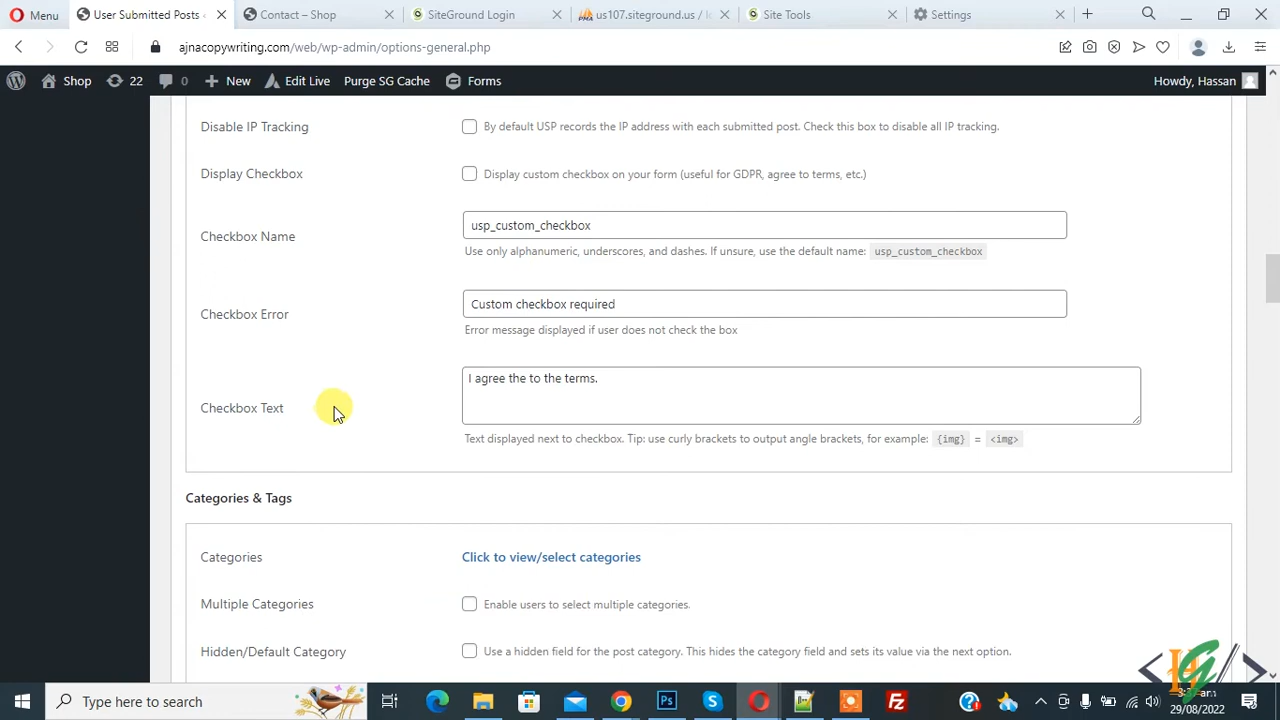 Menu
User Submitted Posts
Contact – Shop
SiteGround Login
us107.siteground.us / l
Site Tools
Settings
ajnacopywriting.com/web/wp-admin/options-general.php
Shop
22
0
New
Edit Live
Purge SG Cache
Forms
Howdy, Hassan
Disable IP Tracking
By default USP records the IP address with each submitted post. Check this box to disable all IP tracking.
Display Checkbox
Display custom checkbox on your form (useful for GDPR, agree to terms, etc.)
Checkbox Name
usp_custom_checkbox
Use only alphanumeric, underscores, and dashes. If unsure, use the default name: usp_custom_checkbox
Checkbox Error
Custom checkbox required
Error message displayed if user does not check the box
Checkbox Text
I agree the to the terms.
Text displayed next to checkbox. Tip: use curly brackets to output angle brackets, for example: {img} = <img>
Categories & Tags
Categories
Click to view/select categories
Multiple Categories
Enable users to select multiple categories.
Hidden/Default Category
Use a hidden field for the post category. This hides the category field and sets its value via the next option.
Type here to search
29/08/2022